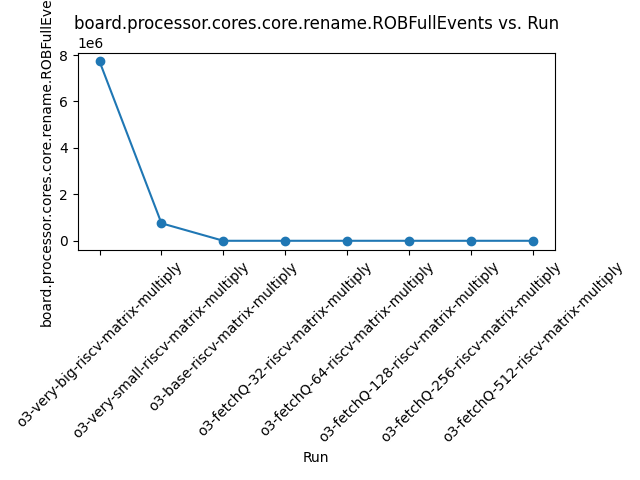 board.processor.cores.core.rename.ROBFullEvents vs. Run
1e6
board.processor.cores.core.rename.ROBFullEve
8
6
4
2
0
o3-very-big-riscv-matrix-multiply
o3-very-small-riscv-matrix-multiply
o3-base-riscv-matrix-multiply
o3-fetchQ-32-riscv-matrix-multiply
o3-fetchQ-64-riscv-matrix-multiply
o3-fetchQ-128-riscv-matrix-multiply
o3-fetchQ-256-riscv-matrix-multiply
o3-fetchQ-512-riscv-matrix-multiply
Run